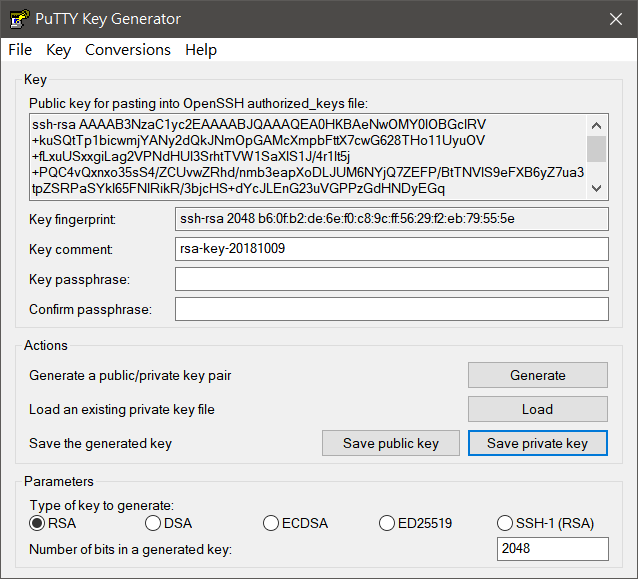 PuTTY Key Generator
File Key Conversions Help
Key
Public key for pasting into OpenSSH authorized_keys file:
ssh-rsa AAAAB3NzaC1yc2EAAAABJQAAAQEA0HKBAeNwOMY0lOBGclRV
+kuSQtTp1bicwmjYANy2dQkJNmOpGAMcXmpbFttX7cwG628THo11UyuOV
+fLxuUSxxgiLag2VPNdHUl3SrhtTVW1SaXlS1J/4r1lt5j
+PQC4vQxnxo35sS4/ZCUvwZRhd/nmb3eapXoDLJUM6NYjQ7ZEFP/BtTNVlS9eFXB6yZ7ua3
tpZSRPaSYkl65FNlRikR/3bjcHS+dYcJLEnG23uVGPPzGdHNDyEGq
Key fingerprint: ssh-rsa 2048 b6:0f:b2:de:6e:f0:c8:9c:ff:56:29:f2:eb:79:55:5e
Key comment: rsa-key-20181009
Key passphrase:
Confirm passphrase:
Actions
Generate a public/private key pair Generate
Load an existing private key file Load
Save the generated key Save public key Save private key
Parameters
Type of key to generate:
RSA DSA ECDSA ED25519 SSH-1 (RSA)
Number of bits in a generated key: 2048